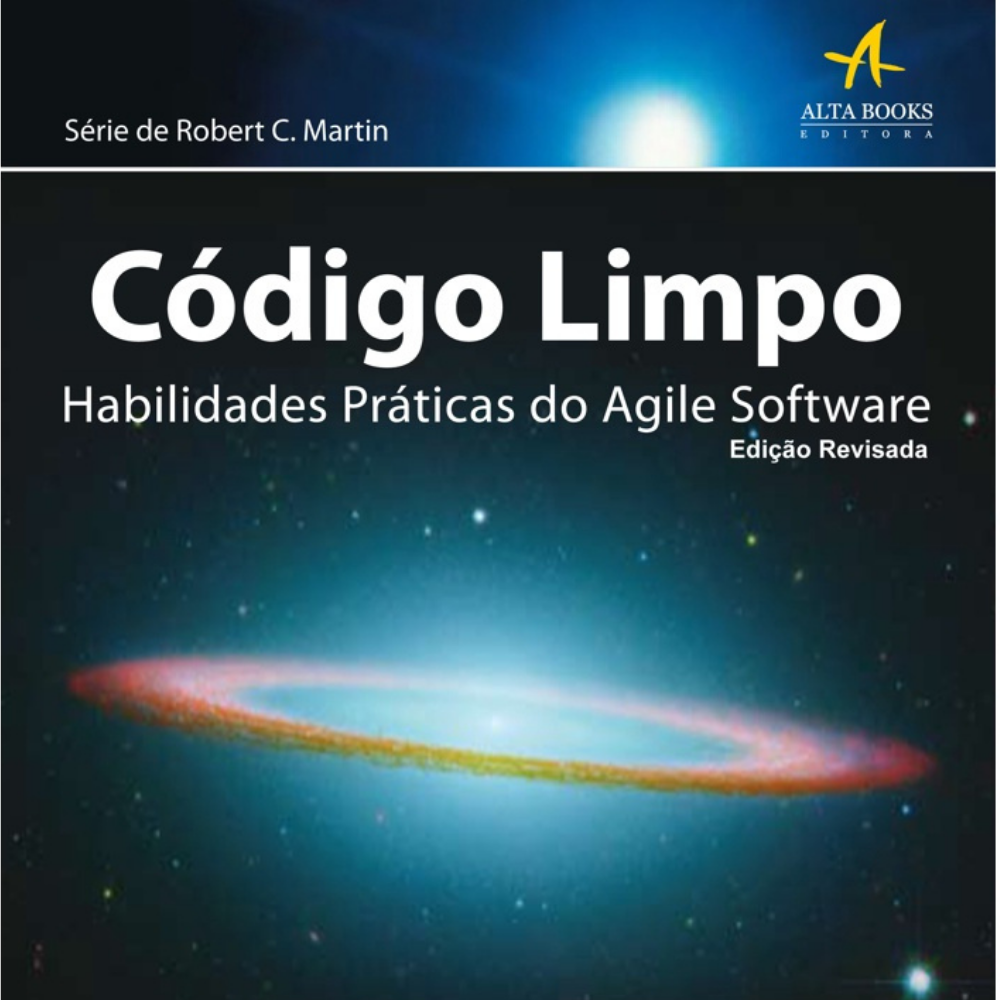 Série de Robert C. Martin
ALTA BOOKS
EDITORA
Código Limpo
Habilidades Práticas do Agile Software
Edição Revisada